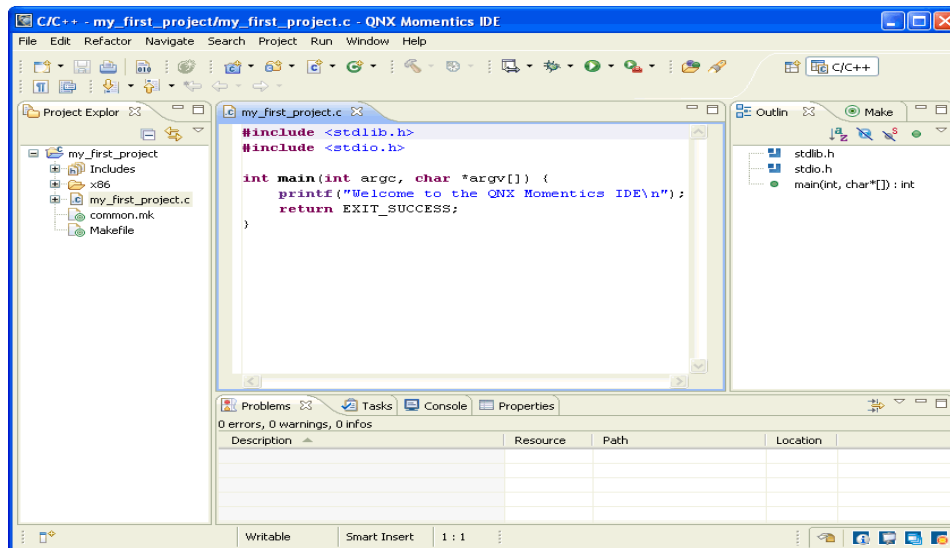 C/C++ - my_first_project/my_first_project.c - QNX Momentics IDE
File Edit Refactor Navigate Search Project Run Window Help
C/C++
Project Explor
my_first_project
Includes
x86
my_first_project.c
common.mk
Makefile
my_first_project.c
#include <stdlib.h>
#include <stdio.h>
int main(int argc, char *argv[]) {
printf("Welcome to the QNX Momentics IDE\n");
return EXIT_SUCCESS;
}
Outlin Make
stdlib.h
stdio.h
main(int, char*[]) : int
Problems Tasks Console Properties
0 errors, 0 warnings, 0 infos
Description Resource Path Location
Writable Smart Insert 1 : 1